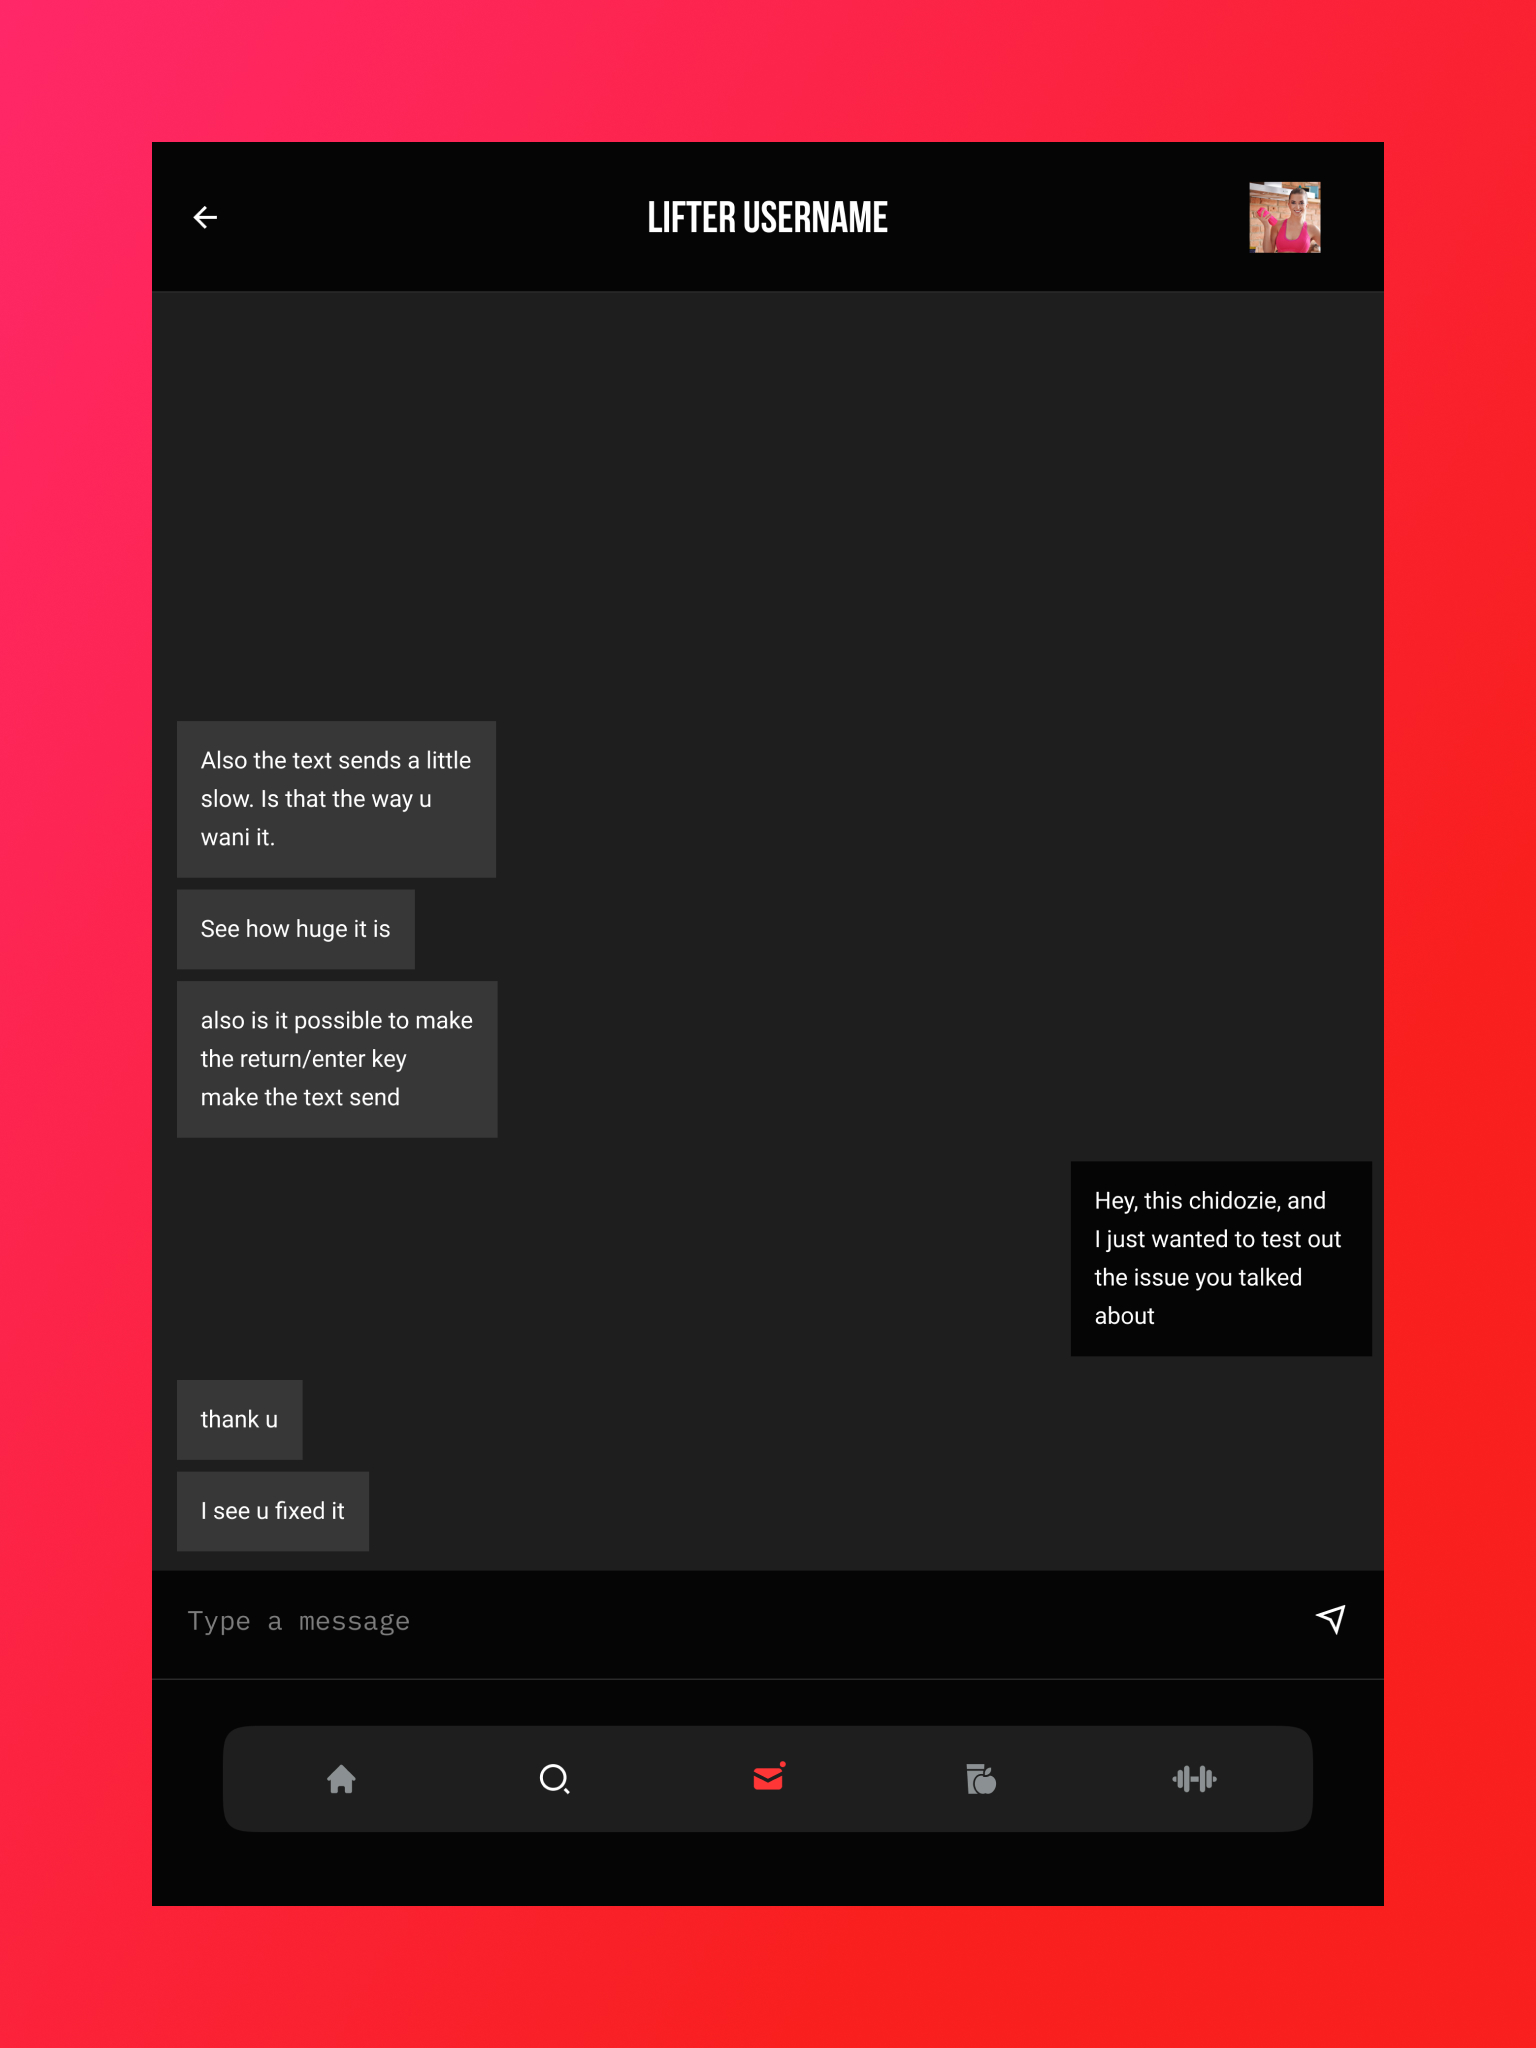 LIFTER USERNAME
Also the text sends a little
slow. Is that the way u
wani it.
See how huge it is
also is it possible to make
the return/enter key
make the text send
Hey, this chidozie, and
I just wanted to test out
the issue you talked
about
thank u
I see u fixed it
Type a message